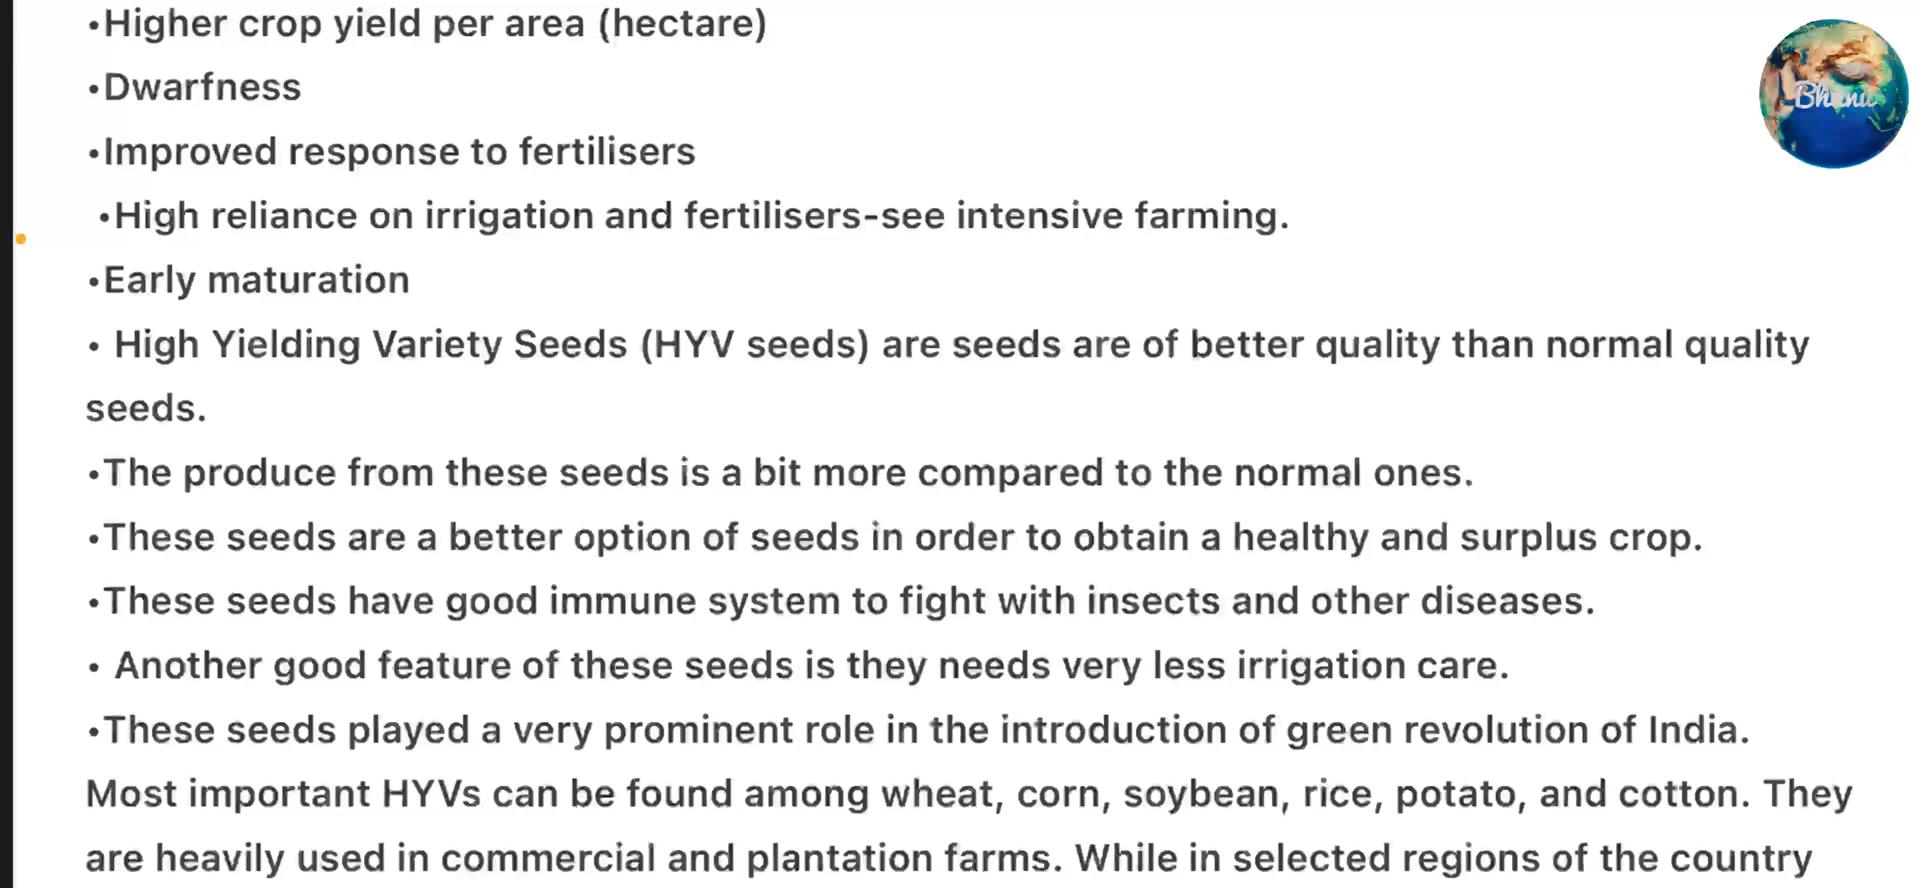 •Higher crop yield per area (hectare)
Bhanu
•Dwarfness
•Improved response to fertilisers
•High reliance on irrigation and fertilisers-see intensive farming.
•Early maturation
• High Yielding Variety Seeds (HYV seeds) are seeds are of better quality than normal quality
seeds.
•The produce from these seeds is a bit more compared to the normal ones.
•These seeds are a better option of seeds in order to obtain a healthy and surplus crop.
•These seeds have good immune system to fight with insects and other diseases.
• Another good feature of these seeds is they needs very less irrigation care.
•These seeds played a very prominent role in the introduction of green revolution of India.
Most important HYVs can be found among wheat, corn, soybean, rice, potato, and cotton. They
are heavily used in commercial and plantation farms. While in selected regions of the country